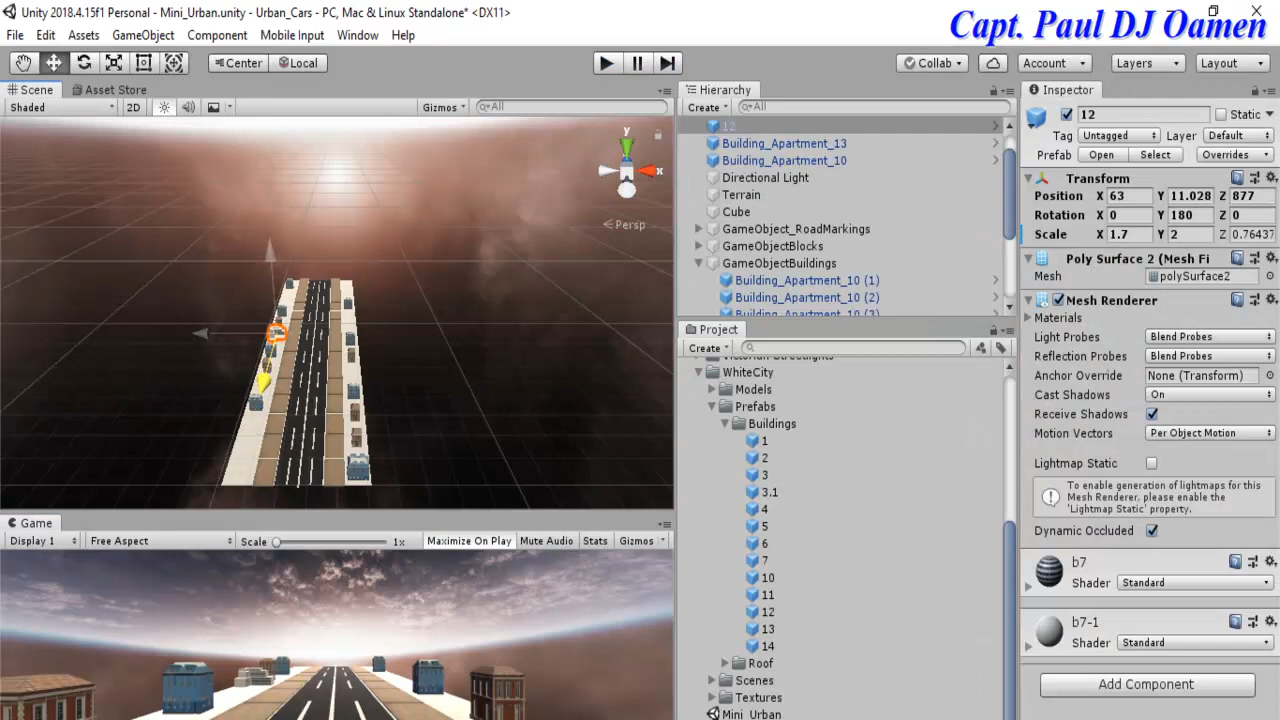 Unity 2018.4.15f1 Personal - Mini_Urban.unity - Urban_Cars - PC, Mac & Linux Standalone* <DX11>
Capt. Paul DJ Oamen
File Edit Assets GameObject Component Mobile Input Window Help
Center Local Collab Account Layers Layout
Scene Asset Store
Shaded 2D Gizmos All
y
x
Persp
Hierarchy
Create All
12
Building_Apartment_13
Building_Apartment_10
Directional Light
Terrain
Cube
GameObject_RoadMarkings
GameObjectBlocks
GameObjectBuildings
Building_Apartment_10 (1)
Building_Apartment_10 (2)
Building_Apartment_10 (3)
Project
Create
Victorian Streetlights
WhiteCity
Models
Prefabs
Buildings
1
2
3
3.1
4
5
6
7
10
11
12
13
14
Roof
Scenes
Textures
Mini_Urban
Inspector
12 Static
Tag Untagged Layer Default
Prefab Open Select Overrides
Transform
Position X 63 Y 11.028 Z 877
Rotation X 0 Y 180 Z 0
Scale X 1.7 Y 2 Z 0.76437
Poly Surface 2 (Mesh Fi
Mesh polySurface2
Mesh Renderer
Materials
Light Probes Blend Probes
Reflection Probes Blend Probes
Anchor Override None (Transform)
Cast Shadows On
Receive Shadows
Motion Vectors Per Object Motion
Lightmap Static
To enable generation of lightmaps for this
Mesh Renderer, please enable the
'Lightmap Static' property.
Dynamic Occluded
b7
Shader Standard
b7-1
Shader Standard
Add Component
Game
Display 1 Free Aspect Scale 1x Maximize On Play Mute Audio Stats Gizmos